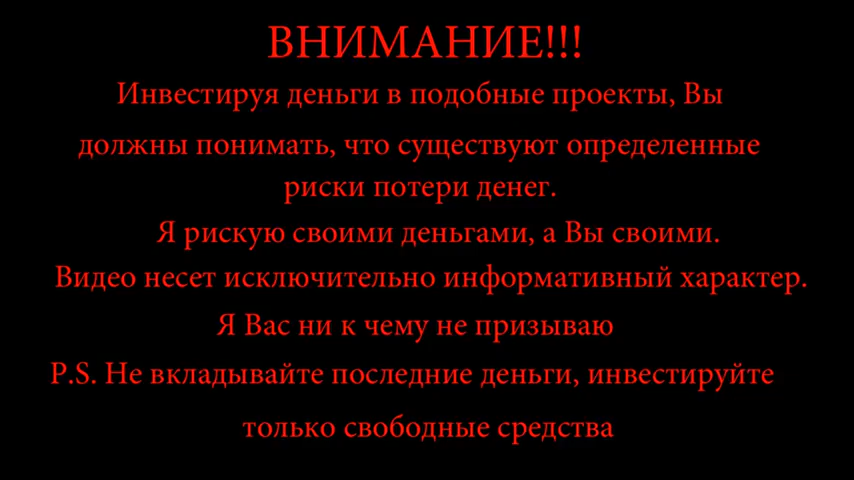 ВНИМАНИЕ!!!
Инвестируя деньги в подобные проекты, Вы
должны понимать, что существуют определенные
риски потери денег.
Я рискую своими деньгами, а Вы своими.
Видео несет исключительно информативный характер.
Я Вас ни к чему не призываю
P.S. Не вкладывайте последние деньги, инвестируйте
только свободные средства